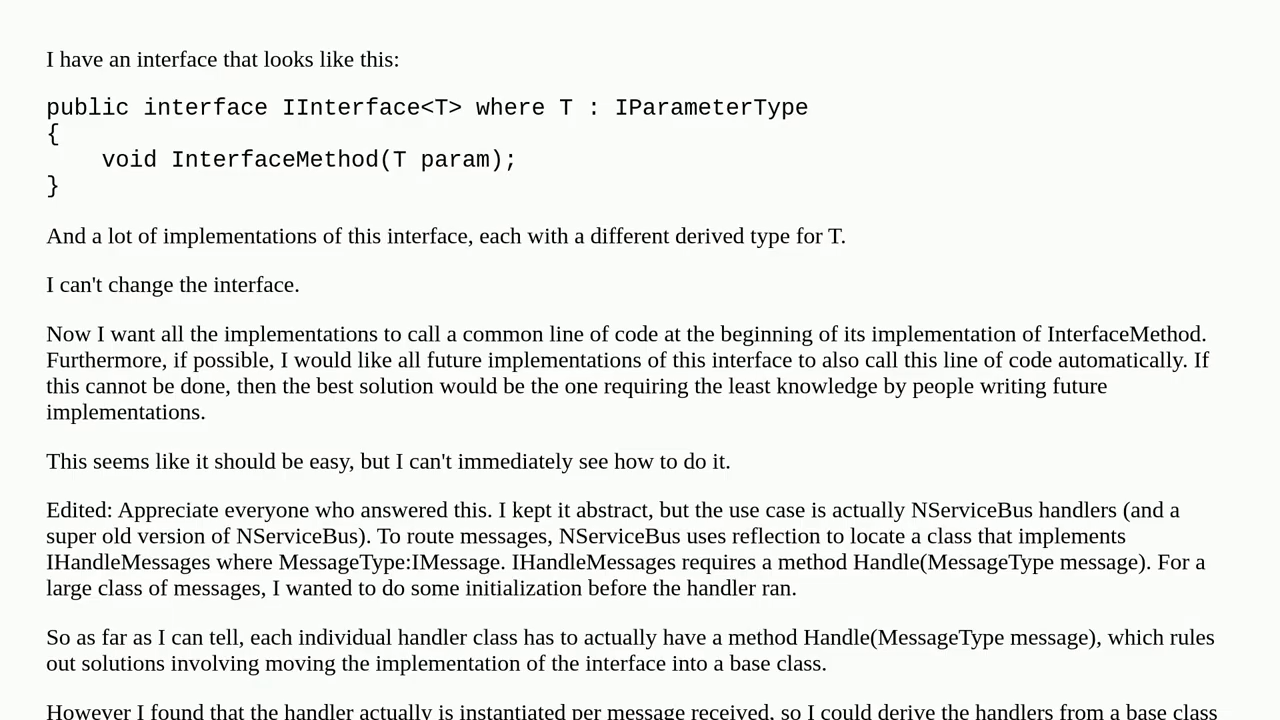 I have an interface that looks like this:
public interface IInterface<T> where T : IParameterType
{
    void InterfaceMethod(T param);
}
And a lot of implementations of this interface, each with a different derived type for T.
I can't change the interface.
Now I want all the implementations to call a common line of code at the beginning of its implementation of InterfaceMethod.
Furthermore, if possible, I would like all future implementations of this interface to also call this line of code automatically. If
this cannot be done, then the best solution would be the one requiring the least knowledge by people writing future
implementations.
This seems like it should be easy, but I can't immediately see how to do it.
Edited: Appreciate everyone who answered this. I kept it abstract, but the use case is actually NServiceBus handlers (and a
super old version of NServiceBus). To route messages, NServiceBus uses reflection to locate a class that implements
IHandleMessages where MessageType:IMessage. IHandleMessages requires a method Handle(MessageType message). For a
large class of messages, I wanted to do some initialization before the handler ran.
So as far as I can tell, each individual handler class has to actually have a method Handle(MessageType message), which rules
out solutions involving moving the implementation of the interface into a base class.
However I found that the handler actually is instantiated per message received, so I could derive the handlers from a base class